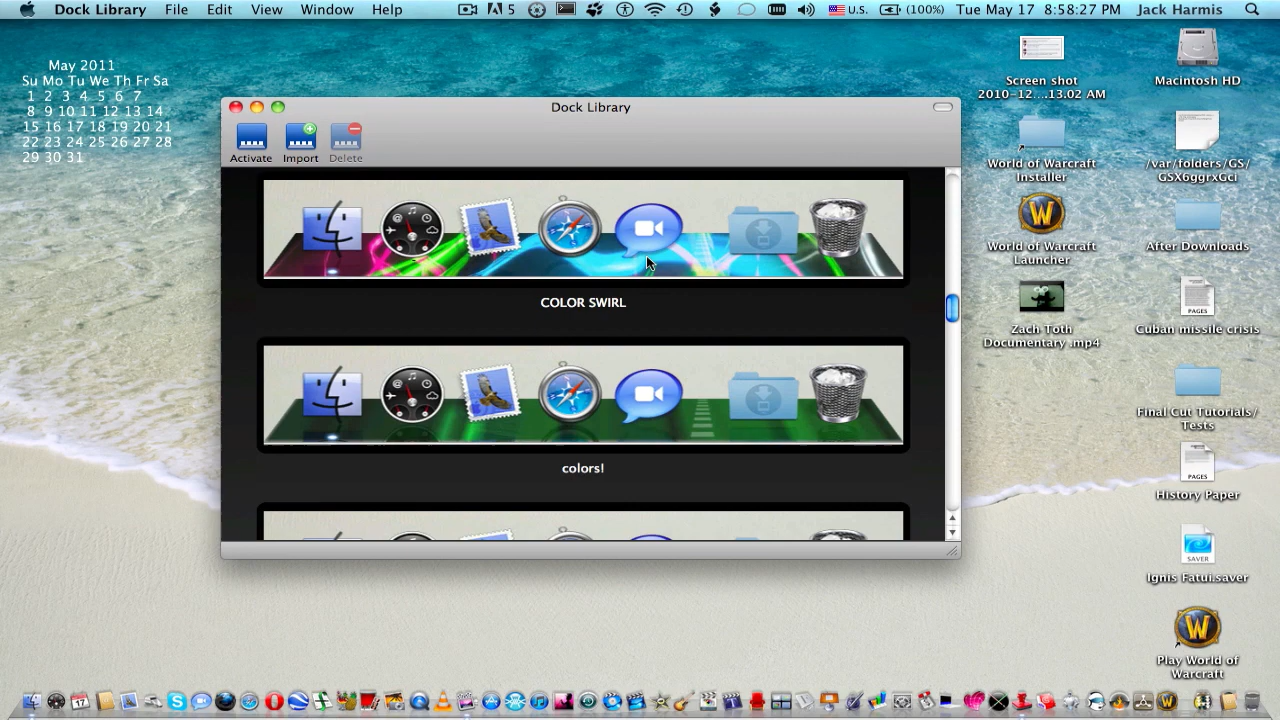 Dock Library File Edit View Window Help 5 U.S. (100%) Tue May 17 8:58:27 PM Jack Harmis
May 2011
Su Mo Tu We Th Fr Sa
1 2 3 4 5 6 7
8 9 10 11 12 13 14
15 16 17 18 19 20 21
22 23 24 25 26 27 28
29 30 31
Dock Library
Activate Import Delete
COLOR SWIRL
colors!
Screen shot
2010-12....13.02 AM
World of Warcraft
Installer
World of Warcraft
Launcher
Zach Toth
Documentary .mp4
Macintosh HD
/var/folders/GS/
GSX6ggrxGci
After Downloads
PAGES
Cuban missile crisis
Final Cut Tutorials/
Tests
PAGES
History Paper
SAVER
Ignis Fatui.saver
Play World of
Warcraft
17